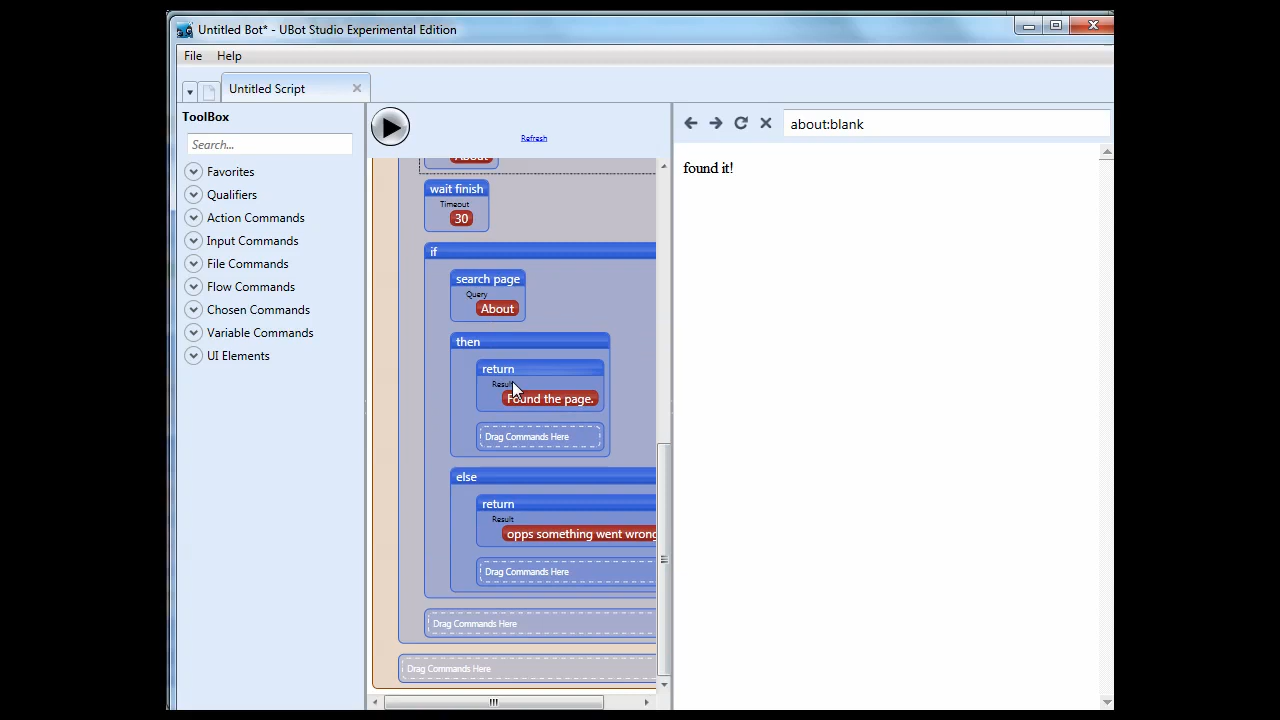 Untitled Bot* - UBot Studio Experimental Edition
File Help
Untitled Script
ToolBox
Search...
Favorites
Qualifiers
Action Commands
Input Commands
File Commands
Flow Commands
Chosen Commands
Variable Commands
UI Elements
Refresh
About
wait finish
Timeout
30
if
search page
Query
About
then
return
Result
Found the page.
Drag Commands Here
else
return
Result
opps something went wrong
Drag Commands Here
Drag Commands Here
Drag Commands Here
about:blank
found it!